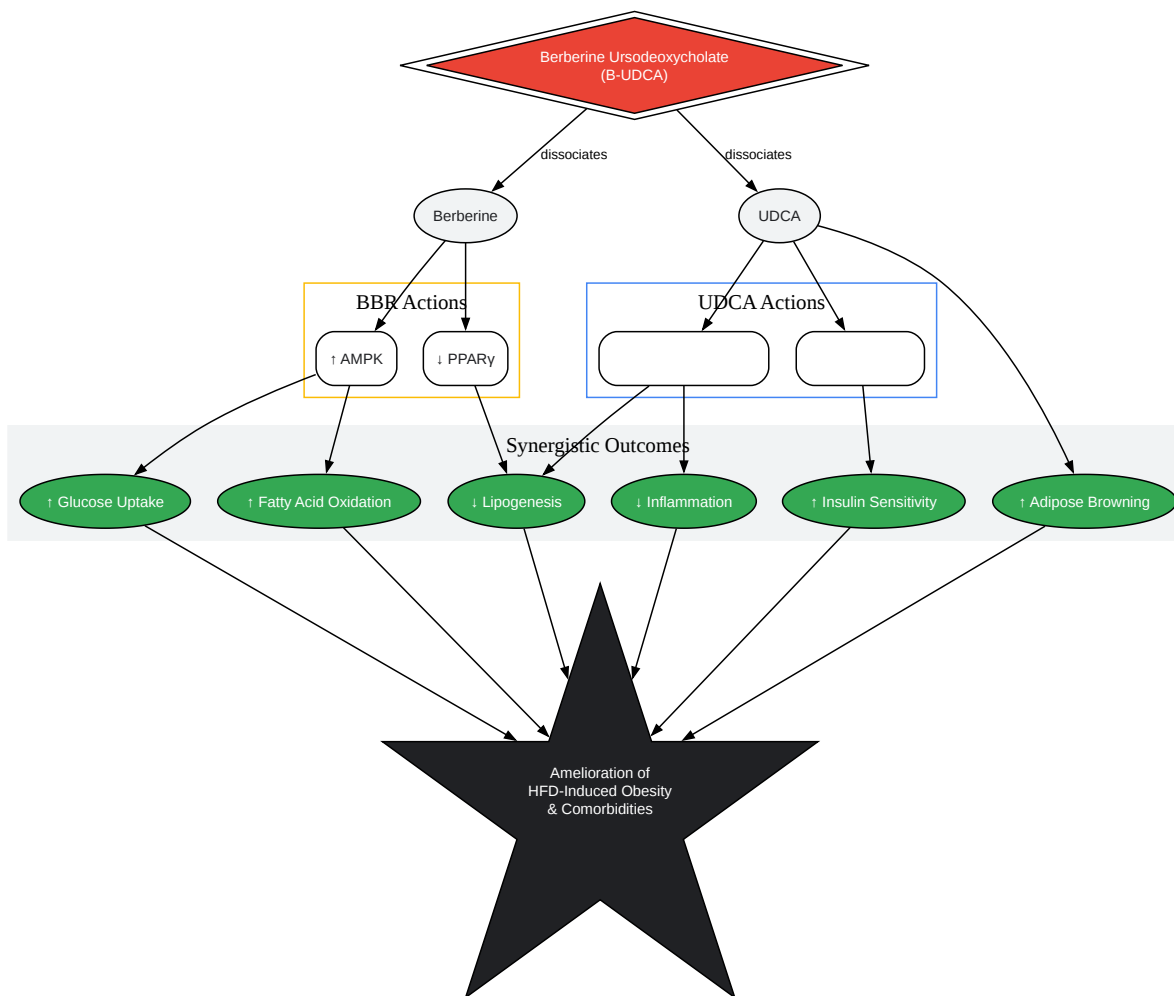 Berberine Ursodeoxycholate
(B-UDCA)
dissociates
dissociates
Berberine
UDCA
BBR Actions
UDCA Actions
↑ AMPK
↓ PPARγ
Synergistic Outcomes
↑ Glucose Uptake
↑ Fatty Acid Oxidation
↓ Lipogenesis
↓ Inflammation
↑ Insulin Sensitivity
↑ Adipose Browning
Amelioration of
HFD-Induced Obesity
& Comorbidities